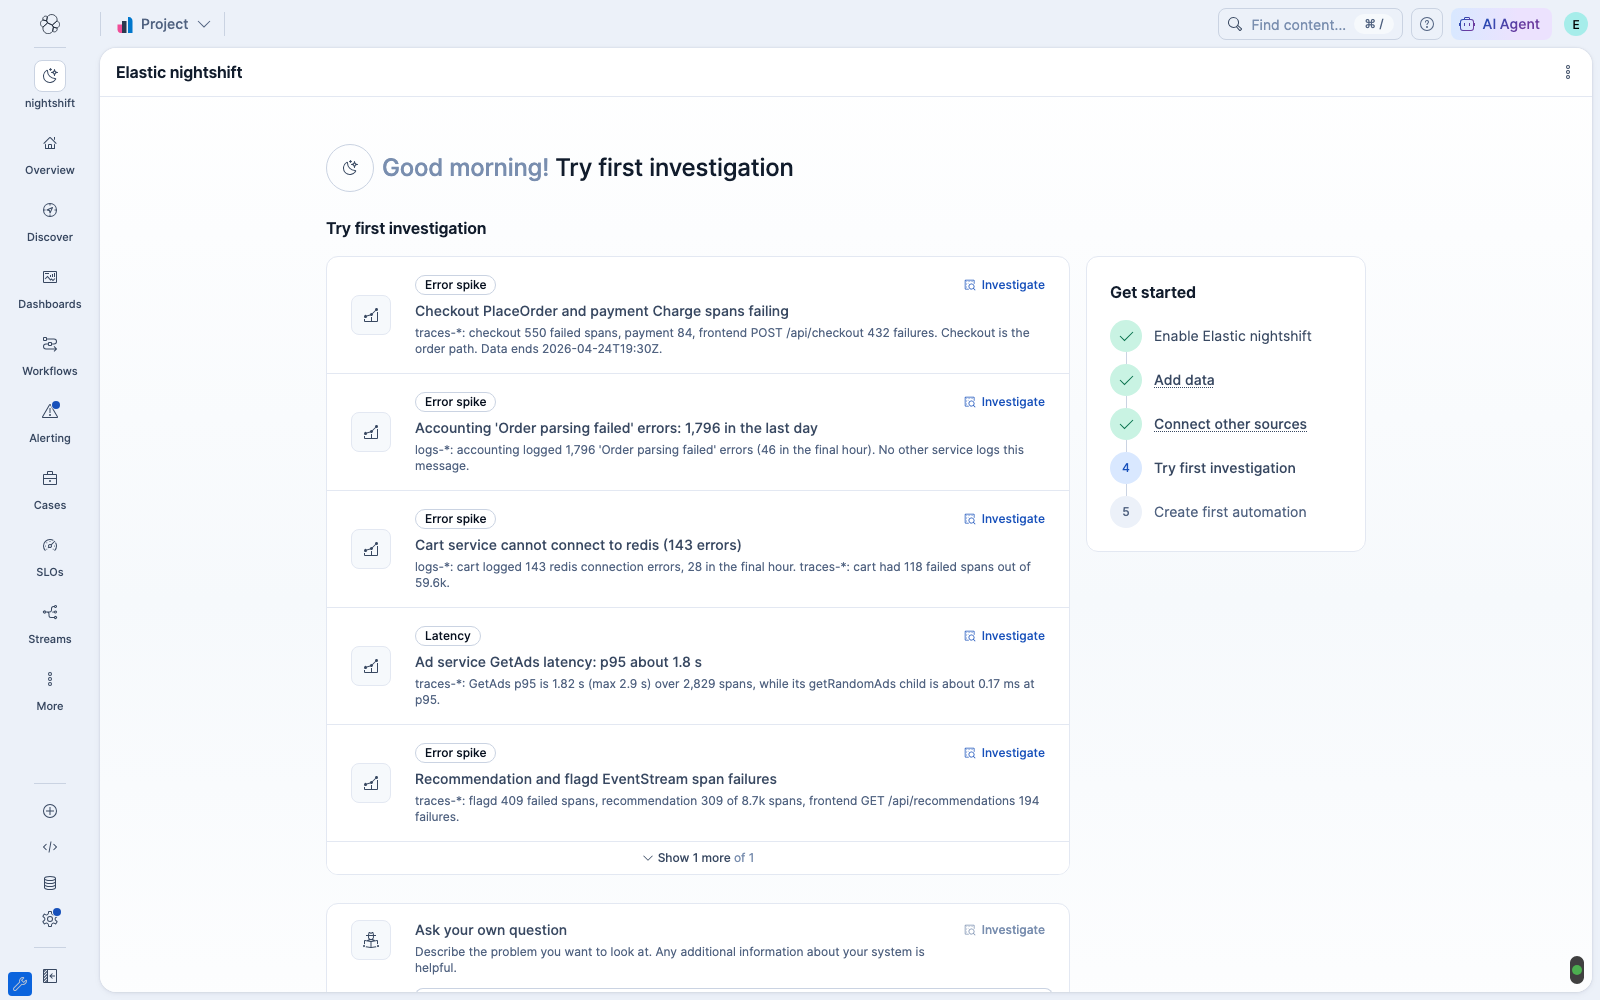 Project
Find content...
⌘ /
AI Agent
E
nightshift
Overview
Discover
Dashboards
Workflows
Alerting
Cases
SLOs
Streams
More
Elastic nightshift
Good morning! Try first investigation
Try first investigation
Error spike
Investigate
Checkout PlaceOrder and payment Charge spans failing
traces-*: checkout 550 failed spans, payment 84, frontend POST /api/checkout 432 failures. Checkout is the
order path. Data ends 2026-04-24T19:30Z.
Error spike
Investigate
Accounting 'Order parsing failed' errors: 1,796 in the last day
logs-*: accounting logged 1,796 'Order parsing failed' errors (46 in the final hour). No other service logs this
message.
Error spike
Investigate
Cart service cannot connect to redis (143 errors)
logs-*: cart logged 143 redis connection errors, 28 in the final hour. traces-*: cart had 118 failed spans out of
59.6k.
Latency
Investigate
Ad service GetAds latency: p95 about 1.8 s
traces-*: GetAds p95 is 1.82 s (max 2.9 s) over 2,829 spans, while its getRandomAds child is about 0.17 ms at
p95.
Error spike
Investigate
Recommendation and flagd EventStream span failures
traces-*: flagd 409 failed spans, recommendation 309 of 8.7k spans, frontend GET /api/recommendations 194
failures.
Show 1 more of 1
Ask your own question
Investigate
Describe the problem you want to look at. Any additional information about your system is
helpful.
Get started
Enable Elastic nightshift
Add data
Connect other sources
4 Try first investigation
5 Create first automation